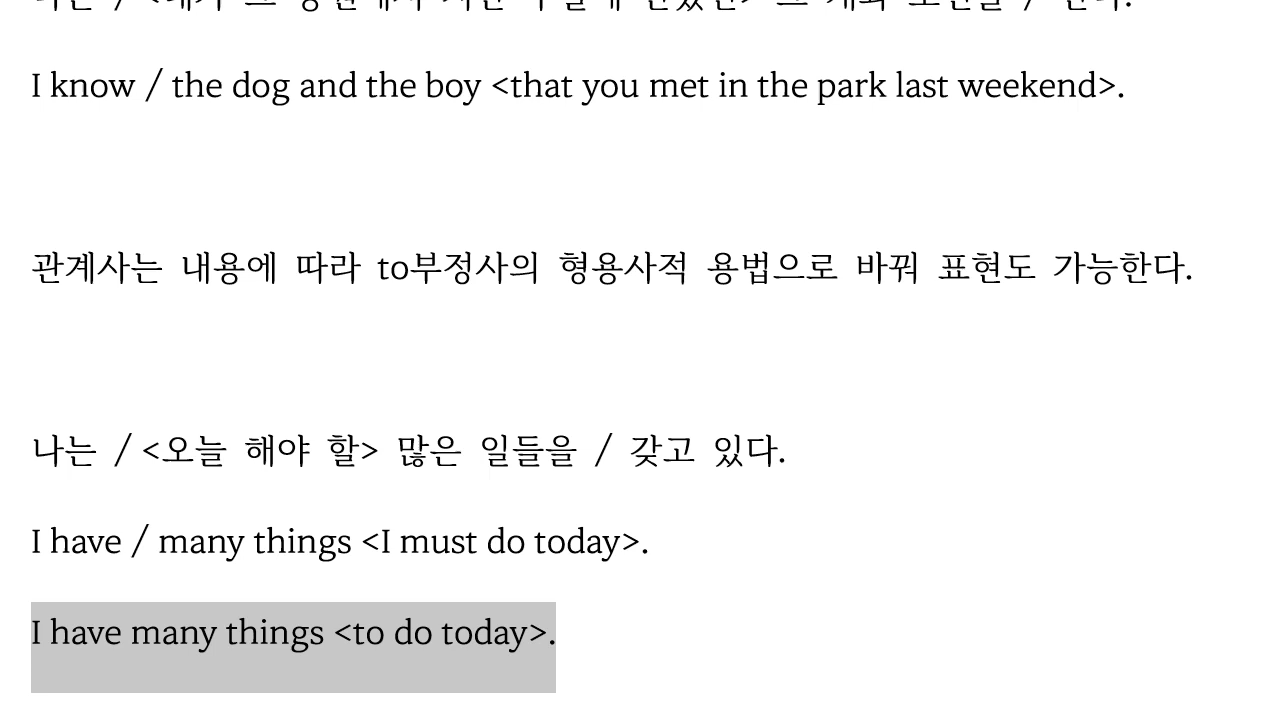 I know / the dog and the boy <that you met in the park last weekend>.
관계사는 내용에 따라 to부정사의 형용사적 용법으로 바꿔 표현도 가능한다.
나는 / <오늘 해야 할> 많은 일들을 / 갖고 있다.
I have / many things <I must do today>.
I have many things <to do today>.